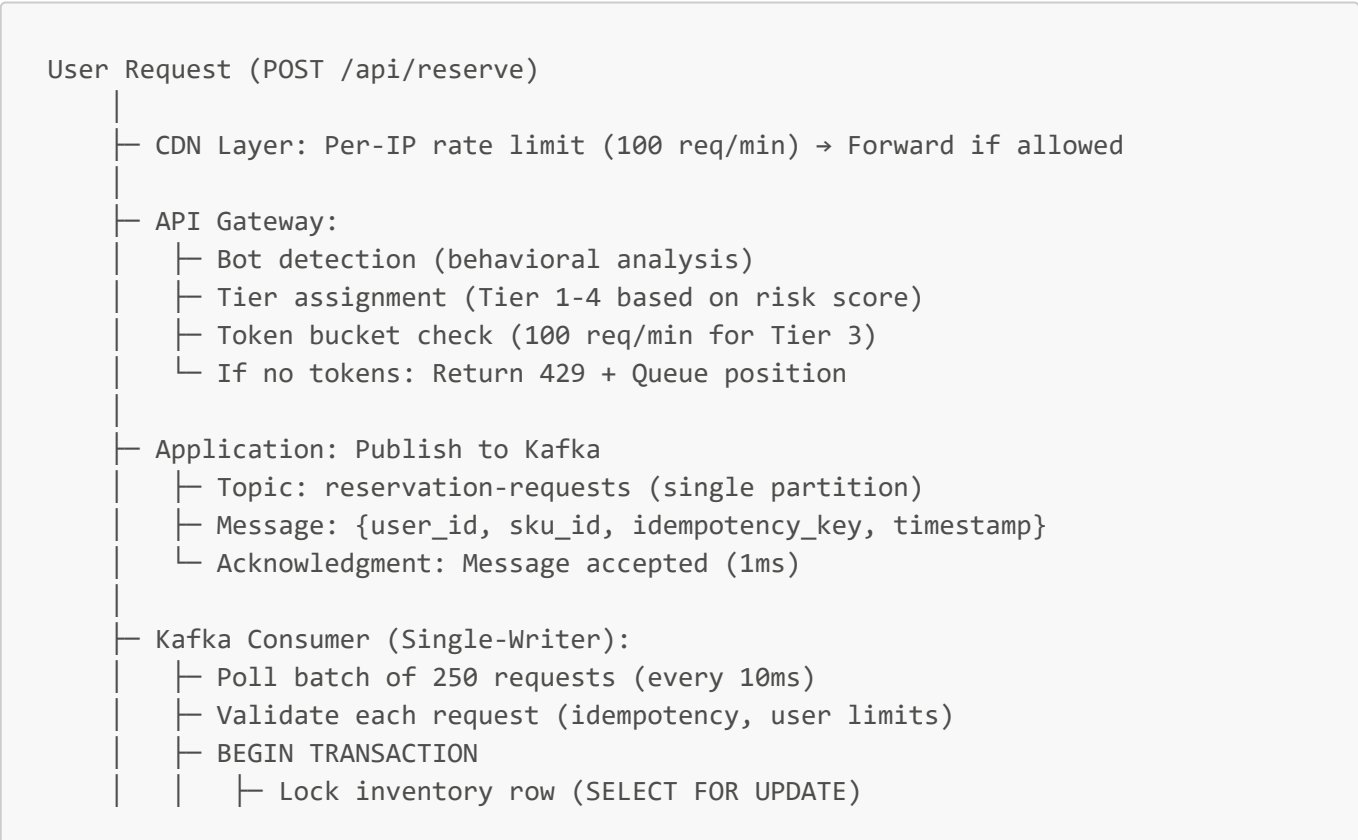 User Request (POST /api/reserve)
    │
    ├─ CDN Layer: Per-IP rate limit (100 req/min) → Forward if allowed
    │
    ├─ API Gateway:
    │   ├─ Bot detection (behavioral analysis)
    │   ├─ Tier assignment (Tier 1-4 based on risk score)
    │   ├─ Token bucket check (100 req/min for Tier 3)
    │   └─ If no tokens: Return 429 + Queue position
    │
    ├─ Application: Publish to Kafka
    │   ├─ Topic: reservation-requests (single partition)
    │   ├─ Message: {user_id, sku_id, idempotency_key, timestamp}
    │   └─ Acknowledgment: Message accepted (1ms)
    │
    ├─ Kafka Consumer (Single-Writer):
    │   ├─ Poll batch of 250 requests (every 10ms)
    │   ├─ Validate each request (idempotency, user limits)
    │   ├─ BEGIN TRANSACTION
    │   │   ├─ Lock inventory row (SELECT FOR UPDATE)